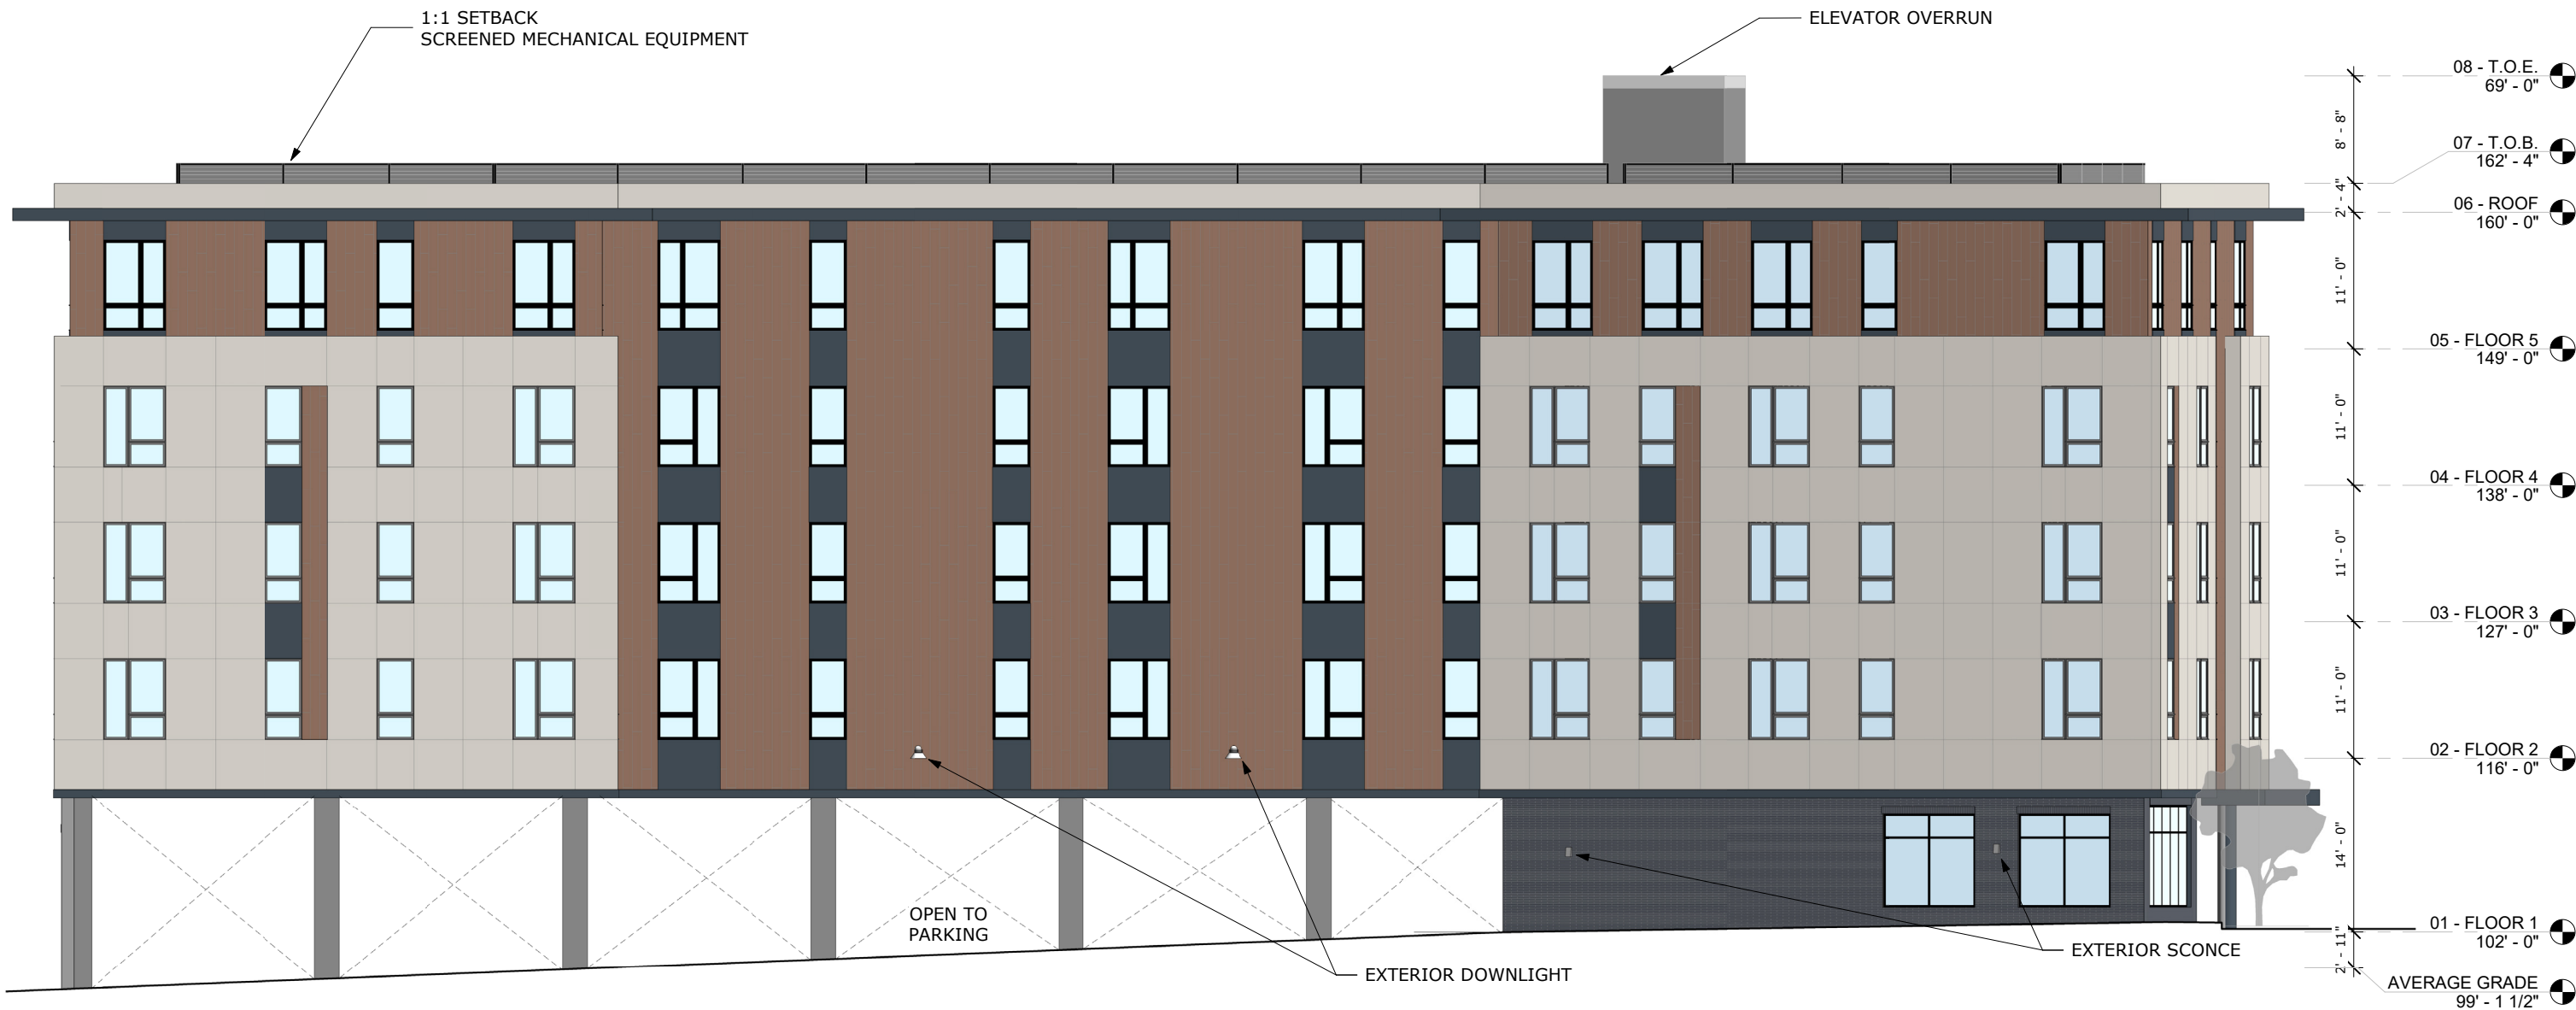 1:1 SETBACK
SCREENED MECHANICAL EQUIPMENT
ELEVATOR OVERRUN
08 - T.O.E.
69' - 0"
8' - 8"
07 - T.O.B.
162' - 4"
2' - 4"
06 - ROOF
160' - 0"
11' - 0"
05 - FLOOR 5
149' - 0"
11' - 0"
04 - FLOOR 4
138' - 0"
11' - 0"
03 - FLOOR 3
127' - 0"
11' - 0"
02 - FLOOR 2
116' - 0"
14' - 0"
OPEN TO
PARKING
01 - FLOOR 1
102' - 0"
EXTERIOR SCONCE
2' - 11"
EXTERIOR DOWNLIGHT
AVERAGE GRADE
99' - 1 1/2"